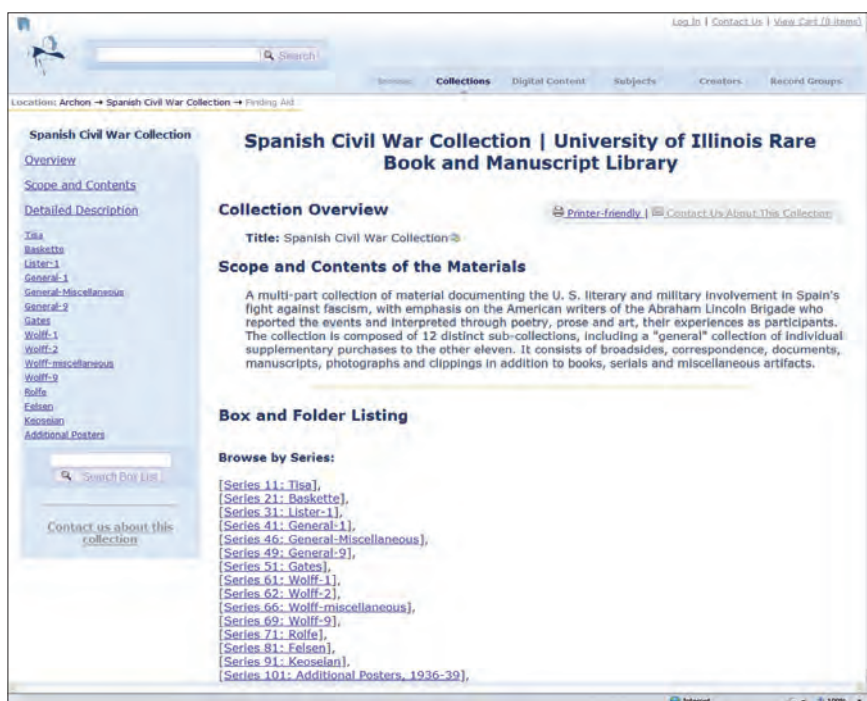 Log In | Contact Us | View Cart (0 items)
Search
Browse: Collections Digital Content Subjects Creators Record Groups
Location: Archon → Spanish Civil War Collection → Finding Aid
Spanish Civil War Collection
Overview
Scope and Contents
Detailed Description
Tisa
Baskette
Lister-1
General-1
General-Miscellaneous
General-9
Gates
Wolff-1
Wolff-2
Wolff-miscellaneous
Wolff-9
Rolfe
Felsen
Keoseian
Additional Posters
Search Box List
Contact us about this
collection
Spanish Civil War Collection | University of Illinois Rare
Book and Manuscript Library
Collection Overview
Printer-friendly | Contact Us About This Collection
Title: Spanish Civil War Collection
Scope and Contents of the Materials
A multi-part collection of material documenting the U. S. literary and military involvement in Spain's
fight against fascism, with emphasis on the American writers of the Abraham Lincoln Brigade who
reported the events and interpreted through poetry, prose and art, their experiences as participants.
The collection is composed of 12 distinct sub-collections, including a "general" collection of individual
supplementary purchases to the other eleven. It consists of broadsides, correspondence, documents,
manuscripts, photographs and clippings in addition to books, serials and miscellaneous artifacts.
Box and Folder Listing
Browse by Series:
[Series 11: Tisa],
[Series 21: Baskette],
[Series 31: Lister-1],
[Series 41: General-1],
[Series 46: General-Miscellaneous],
[Series 49: General-9],
[Series 51: Gates],
[Series 61: Wolff-1],
[Series 62: Wolff-2],
[Series 66: Wolff-miscellaneous],
[Series 69: Wolff-9],
[Series 71: Rolfe],
[Series 81: Felsen],
[Series 91: Keoseian],
[Series 101: Additional Posters, 1936-39],
Internet 100%